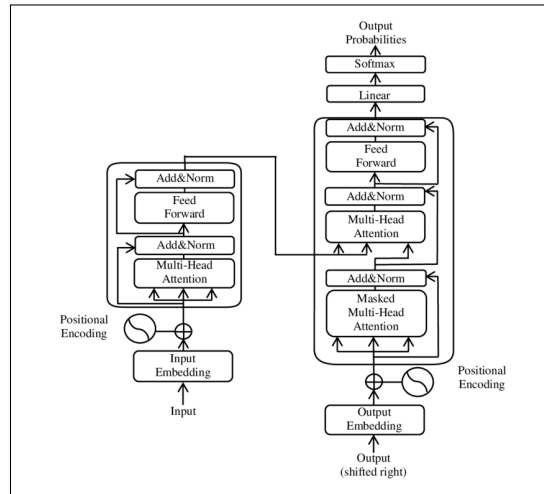 Output
Probabilities
Softmax
Linear
Add&Norm
Feed
Forward
Add&Norm
Multi-Head
Attention
Add&Norm
Masked
Multi-Head
Attention
Positional
Encoding
Output
Embedding
Output
(shifted right)
Add&Norm
Feed
Forward
Add&Norm
Multi-Head
Attention
Positional
Encoding
Input
Embedding
Input